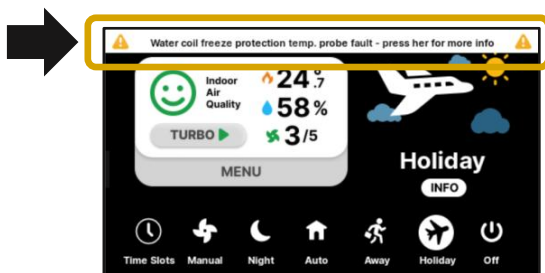 Water coil freeze protection temp. probe fault - press her for more info
Indoor
Air
Quality
24°.7
58%
3/5
TURBO
MENU
Holiday
INFO
Time Slots Manual Night Auto Away Holiday Off